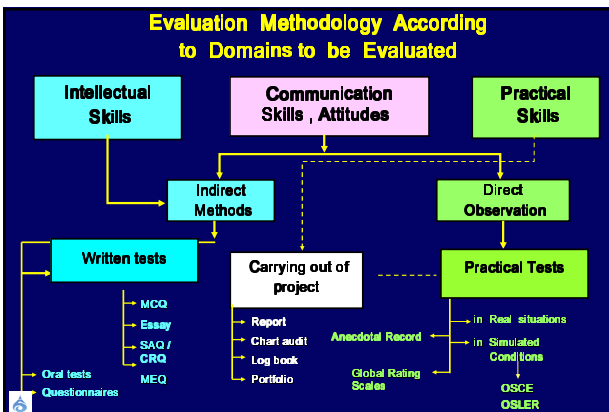 Evaluation Methodology According
to Domains to be Evaluated
Intellectual
Skills
Communication
Skills , Attitudes
Practical
Skills
Indirect
Methods
Direct
Observation
Written tests
Carrying out of
project
Practical Tests
MCQ
Essay
SAQ /
CRQ
MEQ
Oral tests
Questionnaires
Report
Chart audit
Log book
Portfolio
Anecdotal Record
Global Rating
Scales
in Real situations
in Simulated
Conditions
OSCE
OSLER